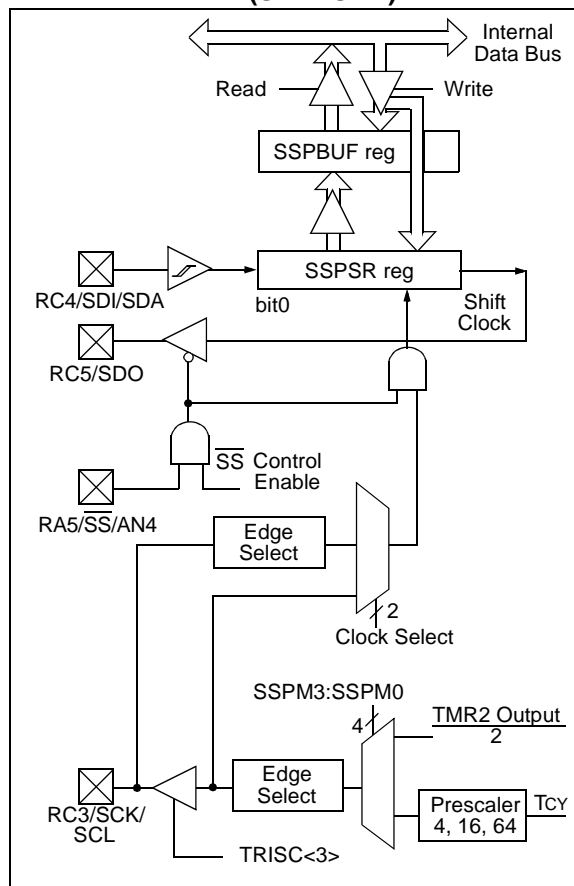 Internal
Data Bus
Read
Write
SSPBUF reg
SSPSR reg
RC4/SDI/SDA
bit0
Shift
Clock
RC5/SDO
SS Control
Enable
RA5/SS/AN4
Edge
Select
2
Clock Select
SSPM3:SSPM0
4
TMR2 Output
2
Edge
Select
Prescaler
4, 16, 64
TCY
RC3/SCK/
SCL
TRISC<3>